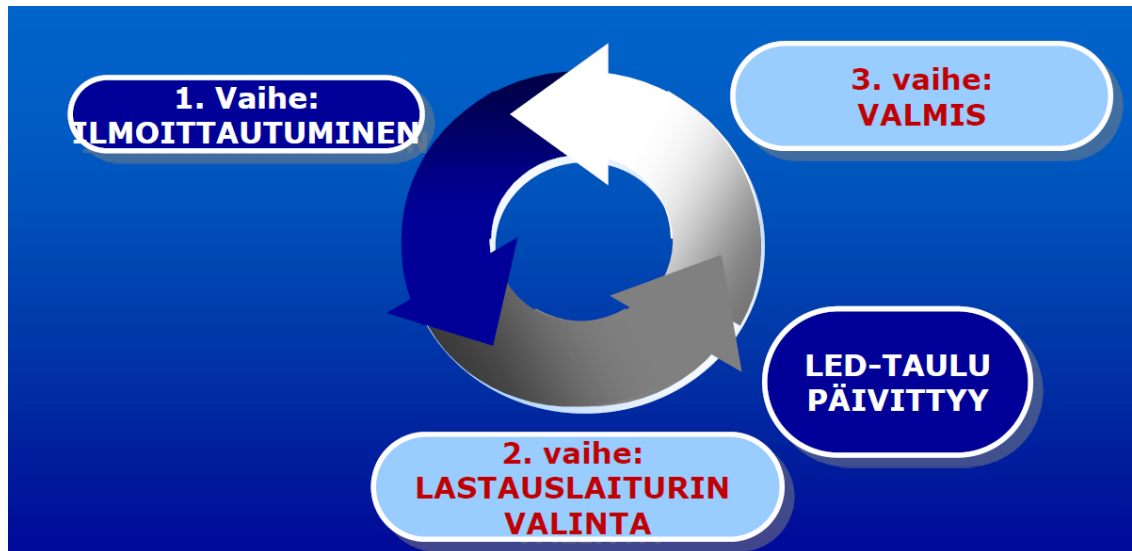 1. Vaihe:
ILMOITTAUTUMINEN
3. vaihe:
VALMIS
LED-TAULU
PÄIVITTYY
2. vaihe:
LASTAUSLAITURIN
VALINTA